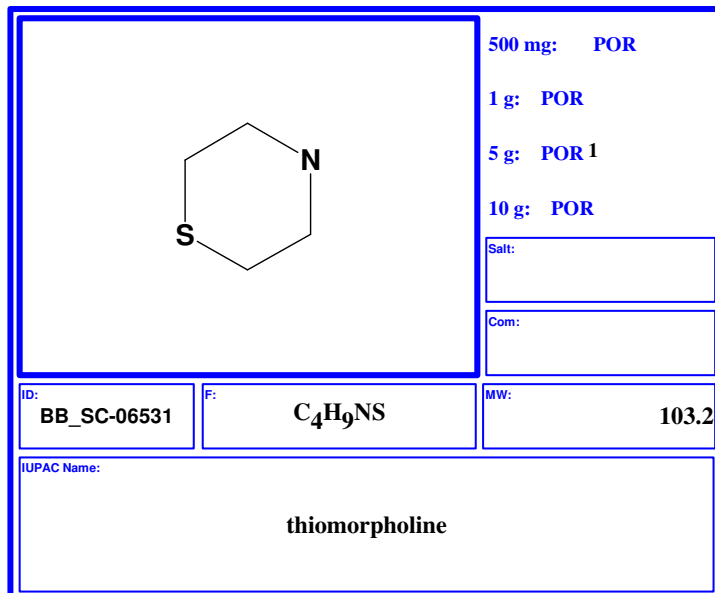 500 mg: POR
1 g: POR
N
5 g: POR 1
10 g: POR
S
Salt:
Com:
ID:
BB_SC-06531
F:
C4H9NS
MW:
103.2
IUPAC Name:
thiomorpholine